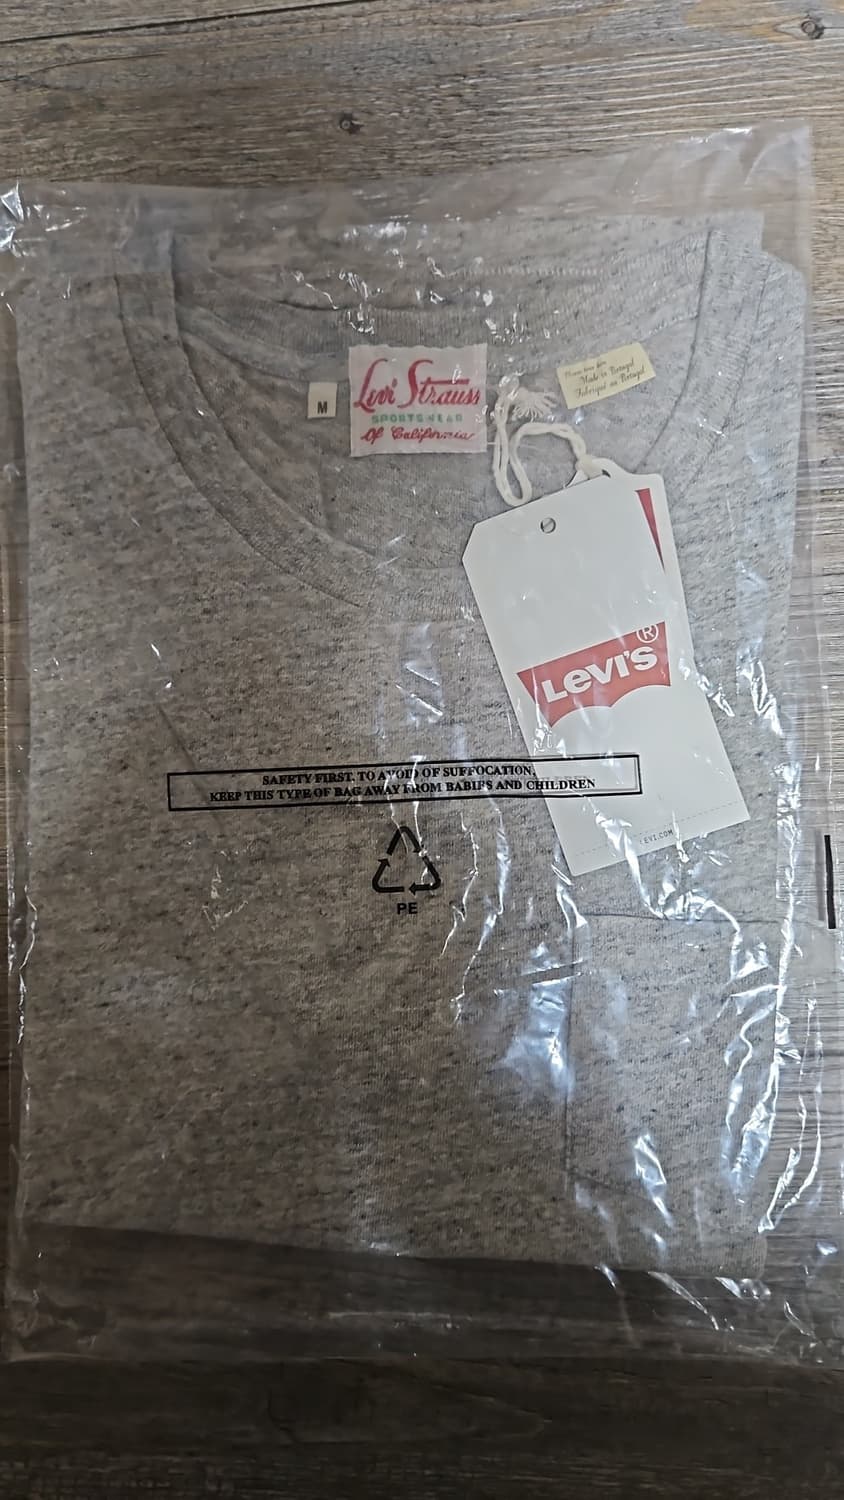 M
Levi Strauss
SPORTSWEAR
Of California
Made in Portugal
Fabriqué au Portugal
LEVI'S®
SAFETY FIRST, TO AVOID OF SUFFOCATION,
KEEP THIS TYPE OF BAG AWAY FROM BABIES AND CHILDREN
LEVI.COM
PE